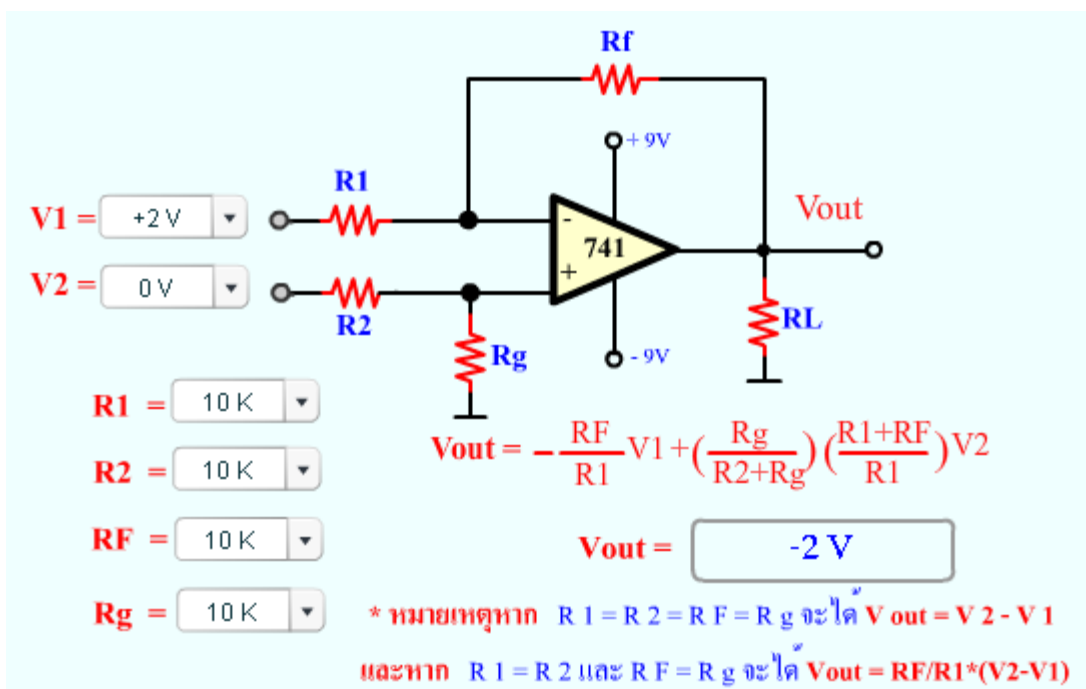 Rf
+ 9V
R1
V1 = +2 V
Vout
-
741
+
V2 = 0 V
R2
RL
Rg
- 9V
R1 = 10 K
Vout = - RF/R1 V1 + (Rg/R2+Rg) (R1+RF/R1) V2
R2 = 10 K
RF = 10 K
Vout = -2 V
Rg = 10 K
* หมายเหตุหาก R 1 = R 2 = R F = R g จะได้ V out = V 2 - V 1
และหาก R 1 = R 2 และ R F = R g จะได้ Vout = RF/R1*(V2-V1)